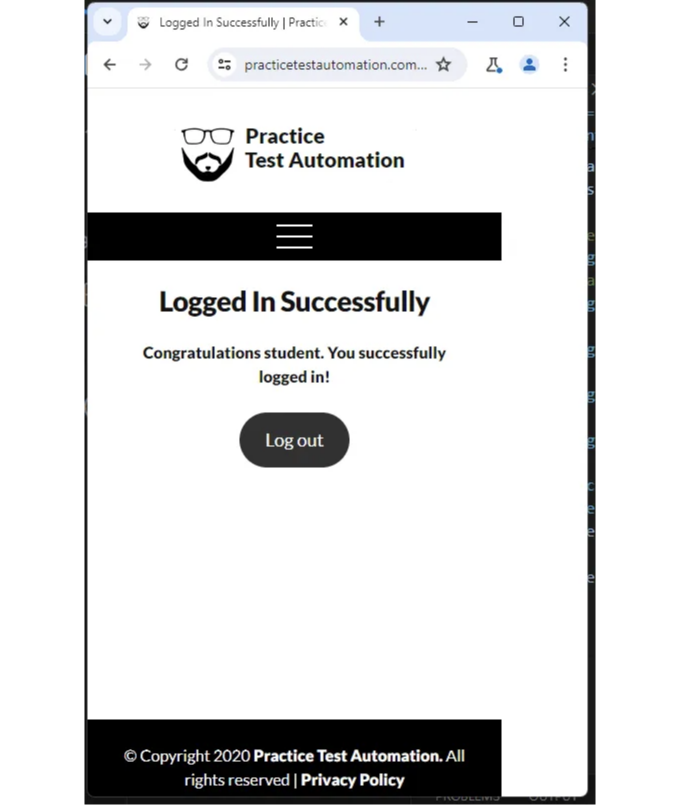 Logged In Successfully | Practic
practicetestautomation.com...
Practice
Test Automation
Logged In Successfully
Congratulations student. You successfully
logged in!
Log out
© Copyright 2020 Practice Test Automation. All
rights reserved | Privacy Policy
PROBLEMS OUTPUT